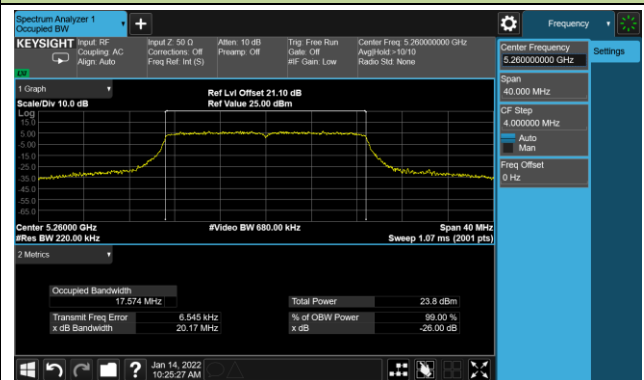 Spectrum Analyzer 1
Occupied BW
Frequency
KEYSIGHT
Input: RF
Coupling: AC
Align: Auto
Input Z: 50 Ω
Corrections: Off
Freq Ref: Int (S)
Atten: 10 dB
Preamp: Off
Trig: Free Run
Gate: Off
#IF Gain: Low
Center Freq: 5.260000000 GHz
Avg|Hold:>10/10
Radio Std: None
Center Frequency
5.260000000 GHz
Settings
Span
40.000 MHz
CF Step
4.000000 MHz
Auto
Man
Freq Offset
0 Hz
1 Graph
Scale/Div 10.0 dB
Ref Lvl Offset 21.10 dB
Ref Value 25.00 dBm
Log
15.0
5.00
-5.00
-15.0
-25.0
-35.0
-45.0
-55.0
-65.0
Center 5.26000 GHz
#Res BW 220.00 kHz
#Video BW 680.00 kHz
Span 40 MHz
Sweep 1.07 ms (2001 pts)
2 Metrics
Occupied Bandwidth
17.574 MHz
Total Power 23.8 dBm
Transmit Freq Error 6.545 kHz
% of OBW Power 99.00 %
x dB Bandwidth 20.17 MHz
x dB -26.00 dB
?
Jan 14, 2022
10:25:27 AM